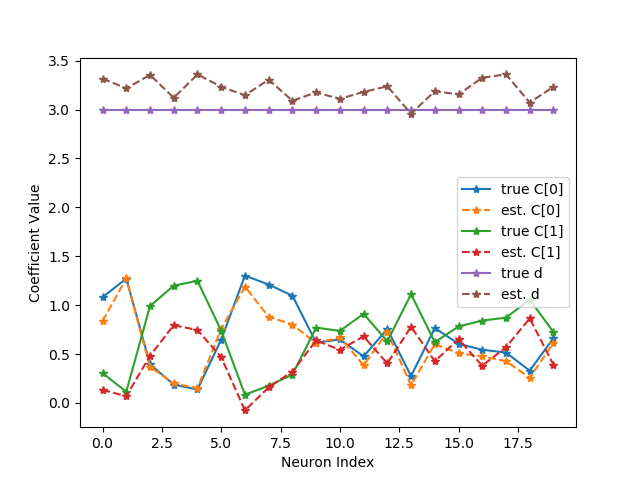 3.5
3.0
2.5
2.0
1.5
1.0
0.5
0.0
Coefficient Value
true C[0]
est. C[0]
true C[1]
est. C[1]
true d
est. d
0.0 2.5 5.0 7.5 10.0 12.5 15.0 17.5
Neuron Index